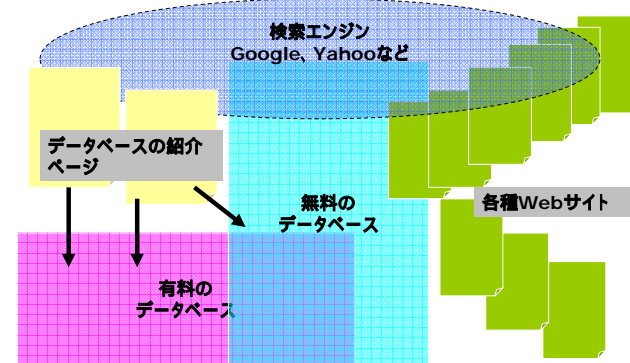 検索エンジン
Google、Yahooなど
データベースの紹介
ページ
無料の
データベース
各種Webサイト
有料の
データベース